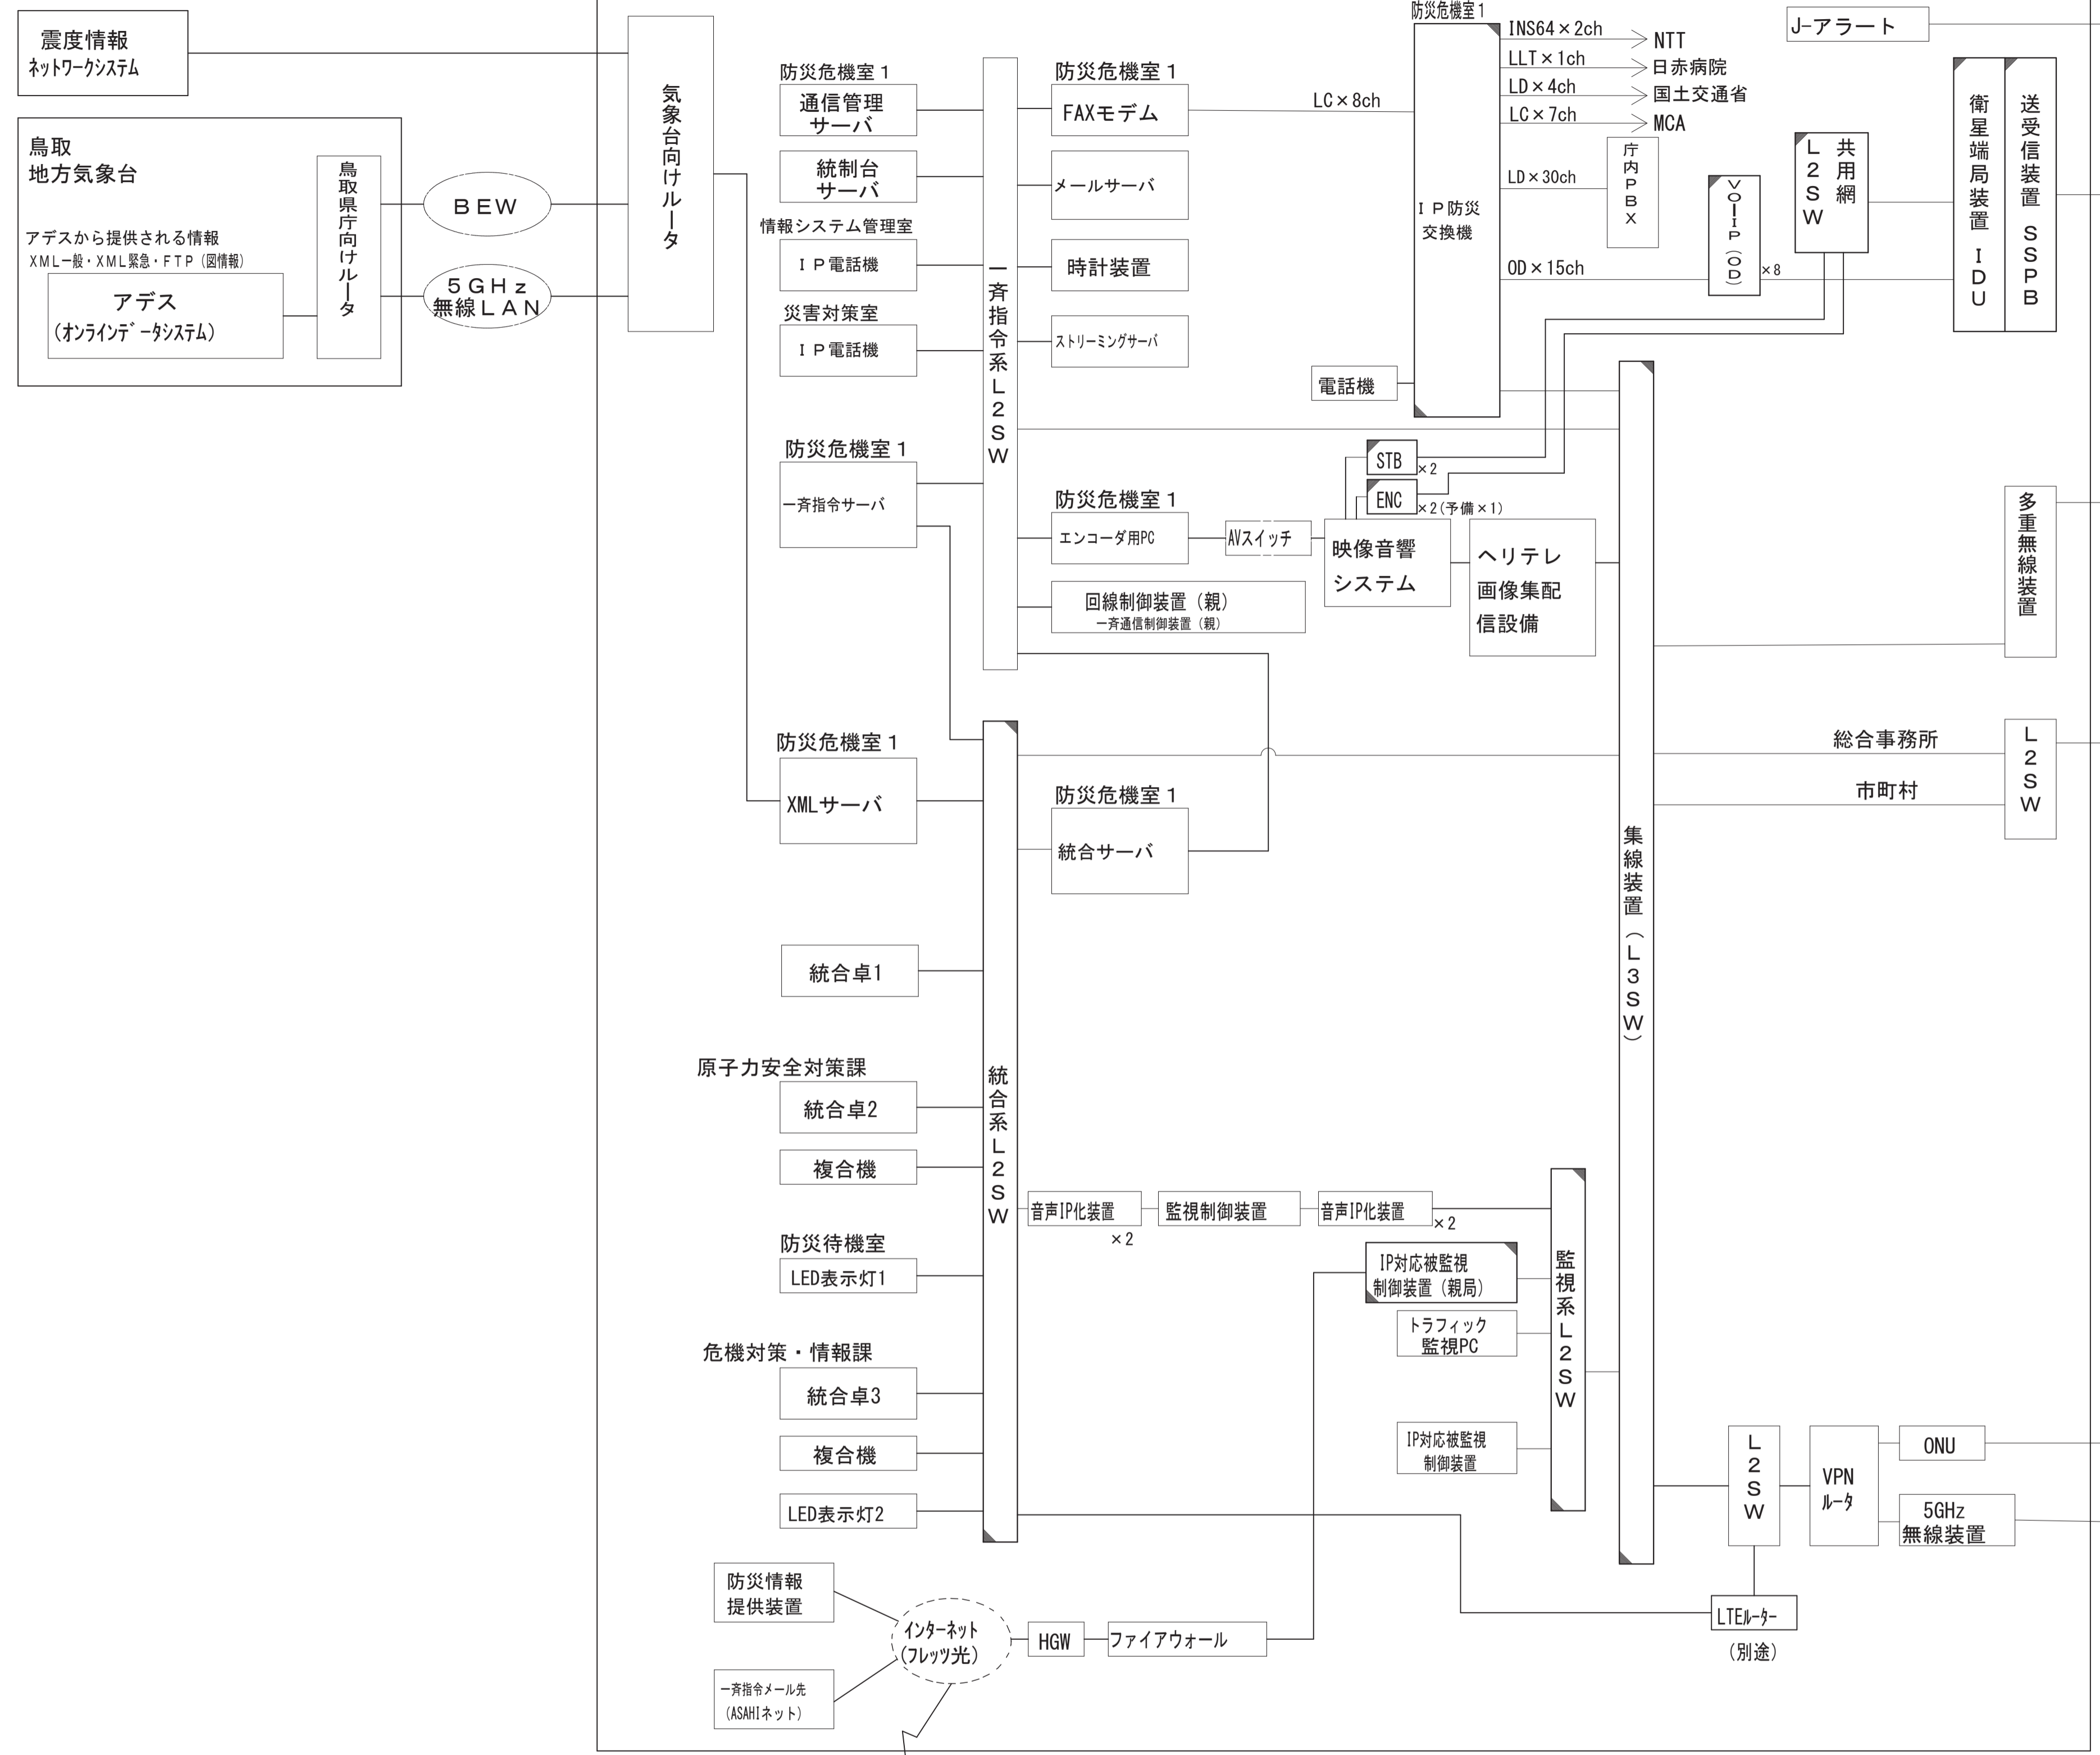 震度情報
ネットワークシステム
鳥取
地方気象台
アデスから提供される情報
XML一般・XML緊急・FTP（図情報）
アデス
(オンラインデータシステム)
鳥取県庁向けルータ
BEW
5GHz
無線LAN
気象台向けルータ
防災危機室1
通信管理
サーバ
統制台
サーバ
情報システム管理室
IP電話機
災害対策室
IP電話機
防災危機室1
一斉指令サーバ
一斉指令系L2SW
防災危機室1
FAXモデム
メールサーバ
時計装置
ストリーミングサーバ
防災危機室1
エンコーダ用PC
回線制御装置（親）
一斉通信制御装置（親）
AVスイッチ
映像音響
システム
ヘリテレ
画像集配
信設備
STB
×2
ENC
×2(予備×1)
LC×8ch
電話機
防災危機室1
IP防災
交換機
INS64×2ch
NTT
LLT×1ch
日赤病院
LD×4ch
国土交通省
LC×7ch
MCA
LD×30ch
庁内PBX
OD×15ch
VOIP(OD)
×8
J-アラート
共用網
L2SW
衛星端局装置 IDU
送受信装置 SSPB
多重無線装置
総合事務所
市町村
L2SW
集線装置（L3SW）
防災危機室1
XMLサーバ
防災危機室1
統合サーバ
統合卓1
原子力安全対策課
統合卓2
複合機
防災待機室
LED表示灯1
危機対策・情報課
統合卓3
複合機
LED表示灯2
統合系L2SW
音声IP化装置
×2
監視制御装置
音声IP化装置
×2
IP対応被監視
制御装置（親局）
トラフィック
監視PC
IP対応被監視
制御装置
監視系L2SW
L2SW
VPN
ルータ
ONU
5GHz
無線装置
LTEルーター
(別途)
防災情報
提供装置
一斉指令メール先
(ASAHIネット)
インターネット
(フレッツ光)
HGW
ファイアウォール